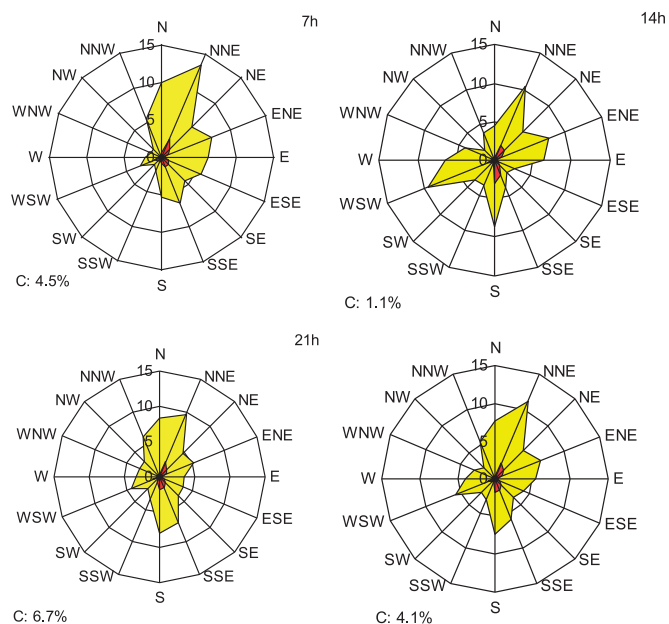 7h
N
NNE
NE
ENE
E
ESE
SE
SSE
S
SSW
SW
WSW
W
WNW
NW
NNW
15
10
5
0
C: 4.5%
14h
N
NNE
NE
ENE
E
ESE
SE
SSE
S
SSW
SW
WSW
W
WNW
NW
NNW
15
10
5
0
C: 1.1%
21h
N
NNE
NE
ENE
E
ESE
SE
SSE
S
SSW
SW
WSW
W
WNW
NW
NNW
15
10
5
0
C: 6.7%
N
NNE
NE
ENE
E
ESE
SE
SSE
S
SSW
SW
WSW
W
WNW
NW
NNW
15
10
5
0
C: 4.1%